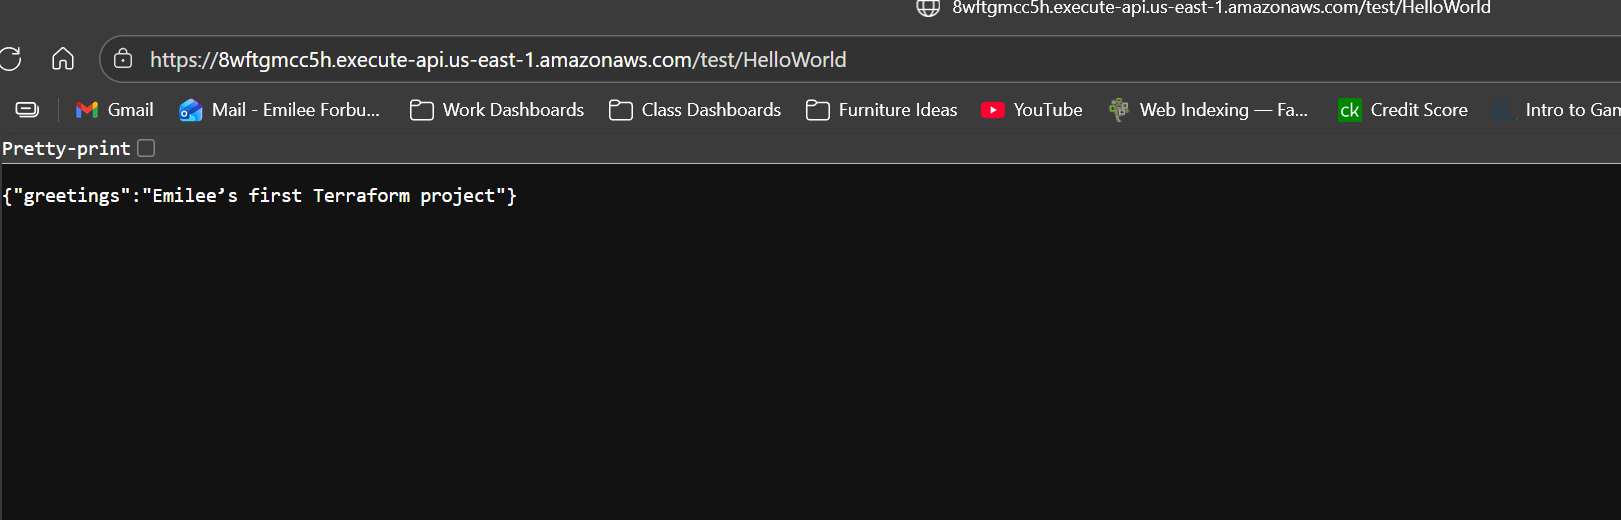 8wftgmcc5h.execute-api.us-east-1.amazonaws.com/test/HelloWorld
https://8wftgmcc5h.execute-api.us-east-1.amazonaws.com/test/HelloWorld
Gmail Mail - Emilee Forbu... Work Dashboards Class Dashboards Furniture Ideas YouTube Web Indexing — Fa... ck Credit Score Intro to Gam
Pretty-print
{"greetings":"Emilee’s first Terraform project"}